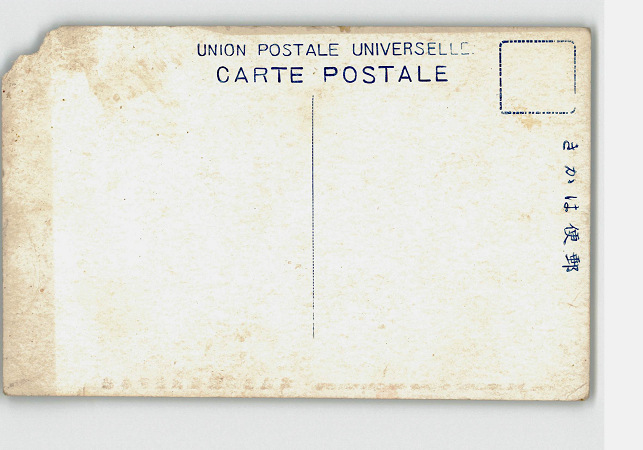 UNION POSTALE UNIVERSELLE.
CARTE POSTALE
郵便はかき